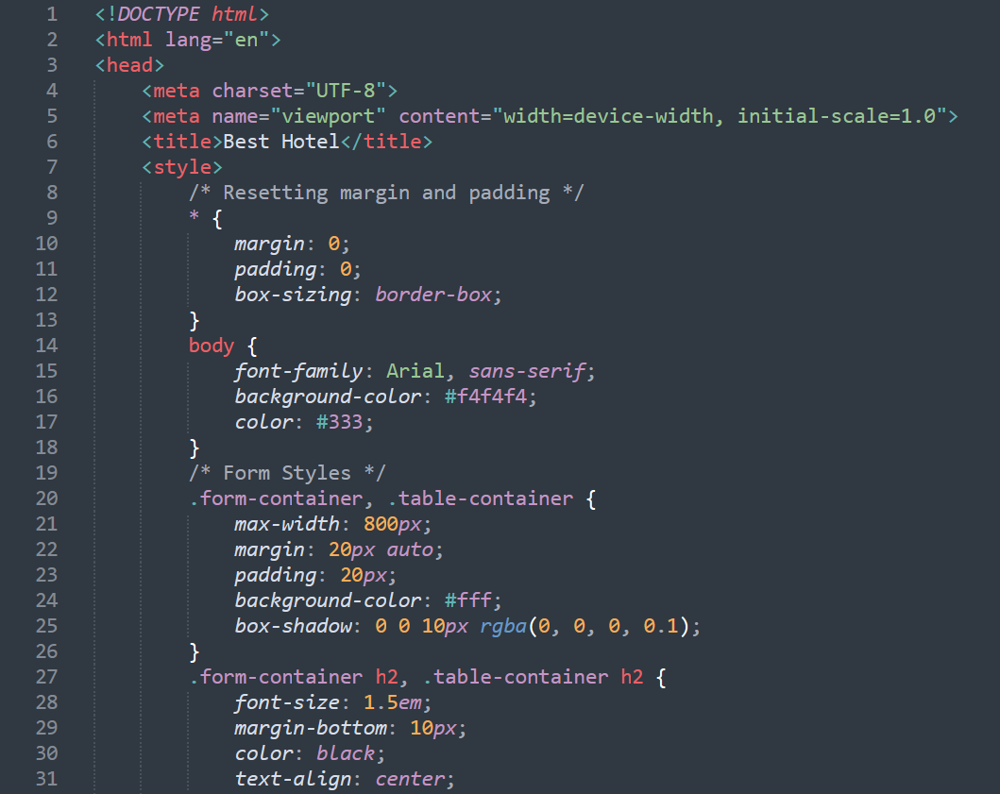 1 <!DOCTYPE html>
2 <html lang="en">
3 <head>
4     <meta charset="UTF-8">
5     <meta name="viewport" content="width=device-width, initial-scale=1.0">
6     <title>Best Hotel</title>
7     <style>
8         /* Resetting margin and padding */
9         * {
10             margin: 0;
11             padding: 0;
12             box-sizing: border-box;
13         }
14         body {
15             font-family: Arial, sans-serif;
16             background-color: #f4f4f4;
17             color: #333;
18         }
19         /* Form Styles */
20         .form-container, .table-container {
21             max-width: 800px;
22             margin: 20px auto;
23             padding: 20px;
24             background-color: #fff;
25             box-shadow: 0 0 10px rgba(0, 0, 0, 0.1);
26         }
27         .form-container h2, .table-container h2 {
28             font-size: 1.5em;
29             margin-bottom: 10px;
30             color: black;
31             text-align: center;